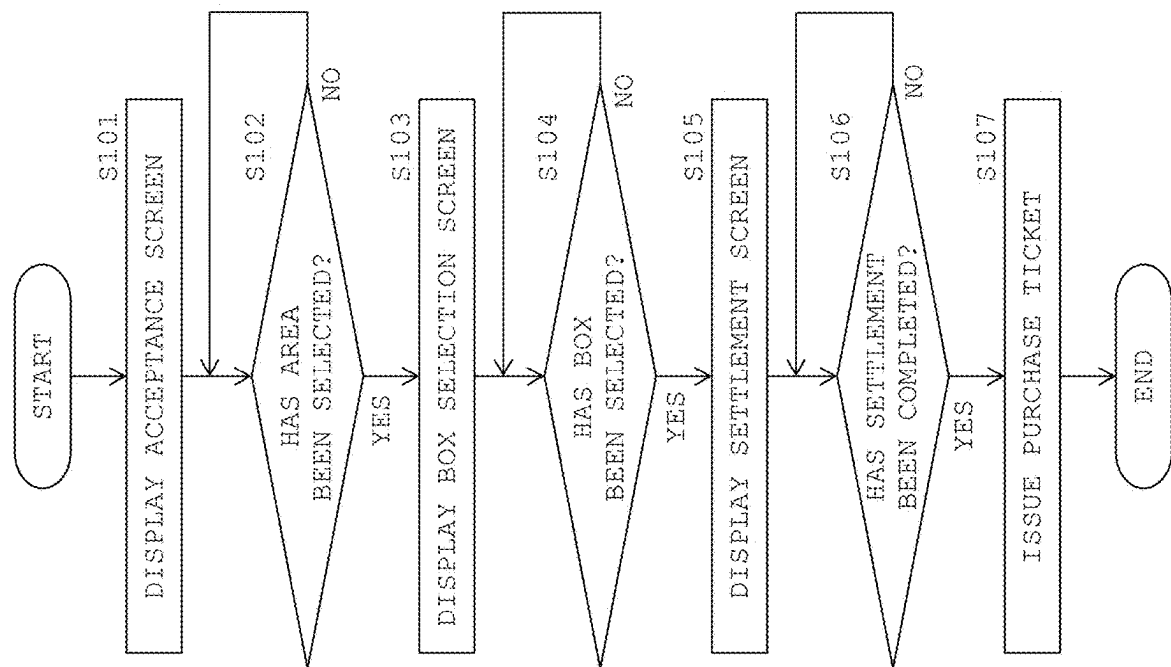 START
S101
DISPLAY ACCEPTANCE SCREEN
S102
HAS AREA
BEEN SELECTED?
NO
YES
S103
DISPLAY BOX SELECTION SCREEN
S104
HAS BOX
BEEN SELECTED?
NO
YES
S105
DISPLAY SETTLEMENT SCREEN
S106
HAS SETTLEMENT
BEEN COMPLETED?
NO
YES
S107
ISSUE PURCHASE TICKET
END